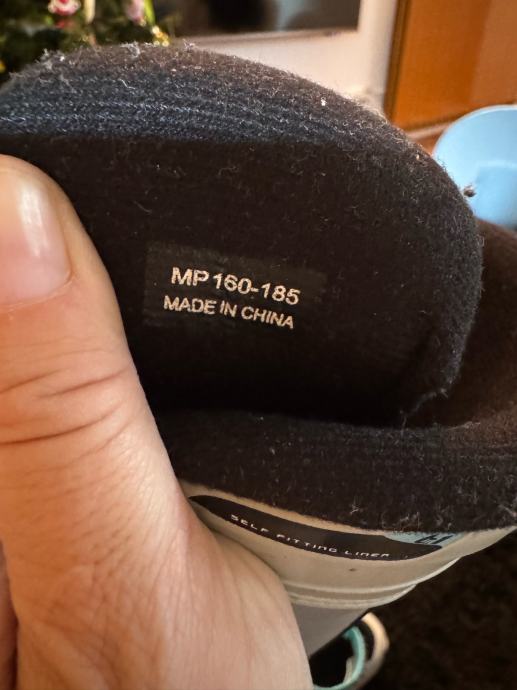 MP 160-185
MADE IN CHINA
SELF FITTING LINER